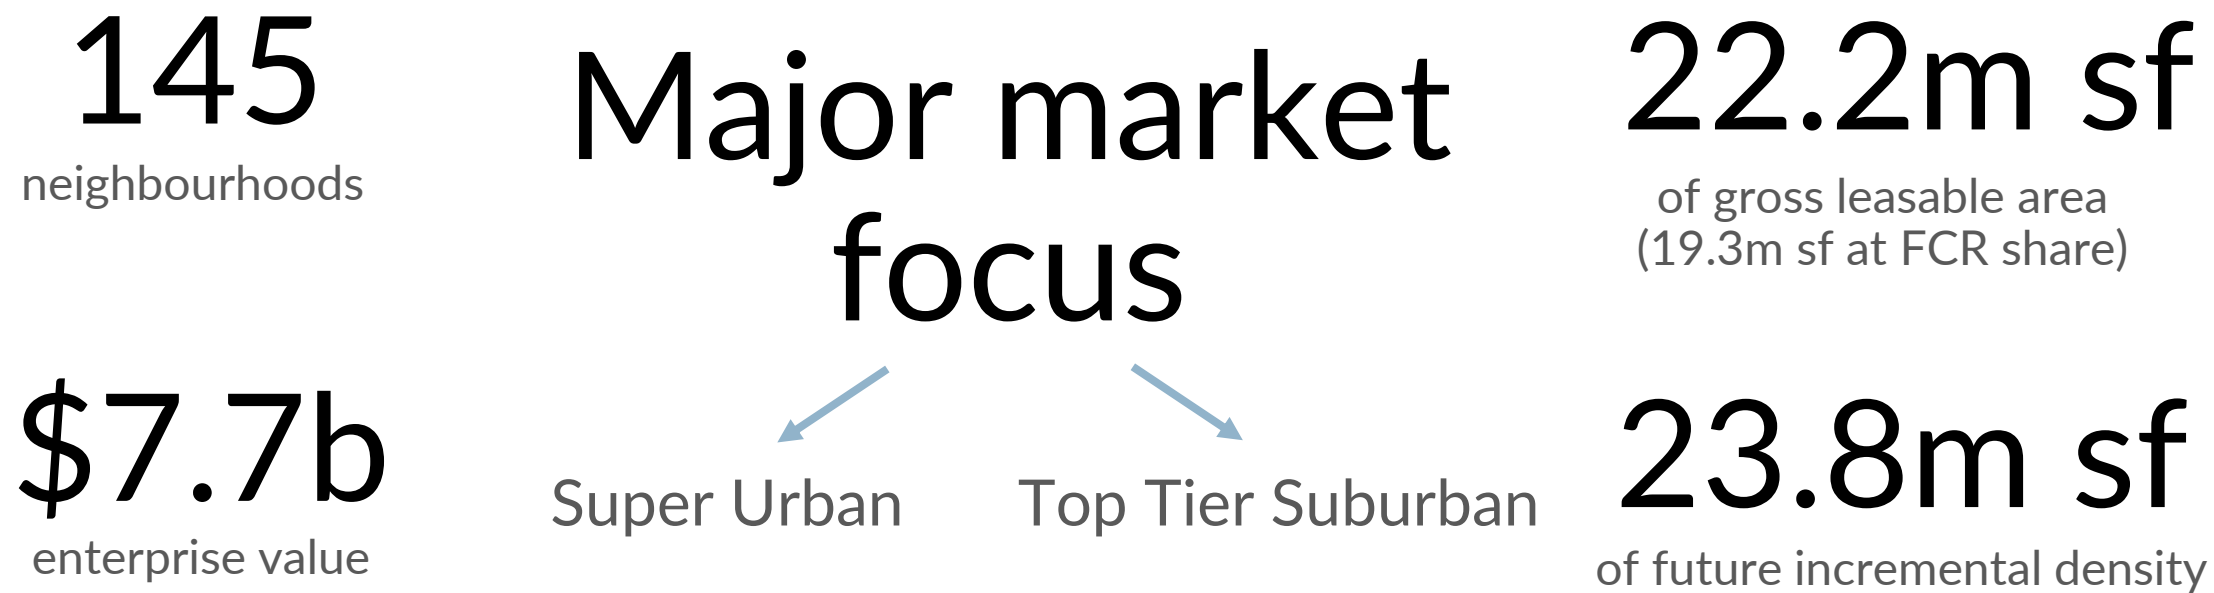 145
neighbourhoods
$7.7b
enterprise value
Major market
focus
Super Urban
Top Tier Suburban
22.2m sf
of gross leasable area
(19.3m sf at FCR share)
23.8m sf
of future incremental density